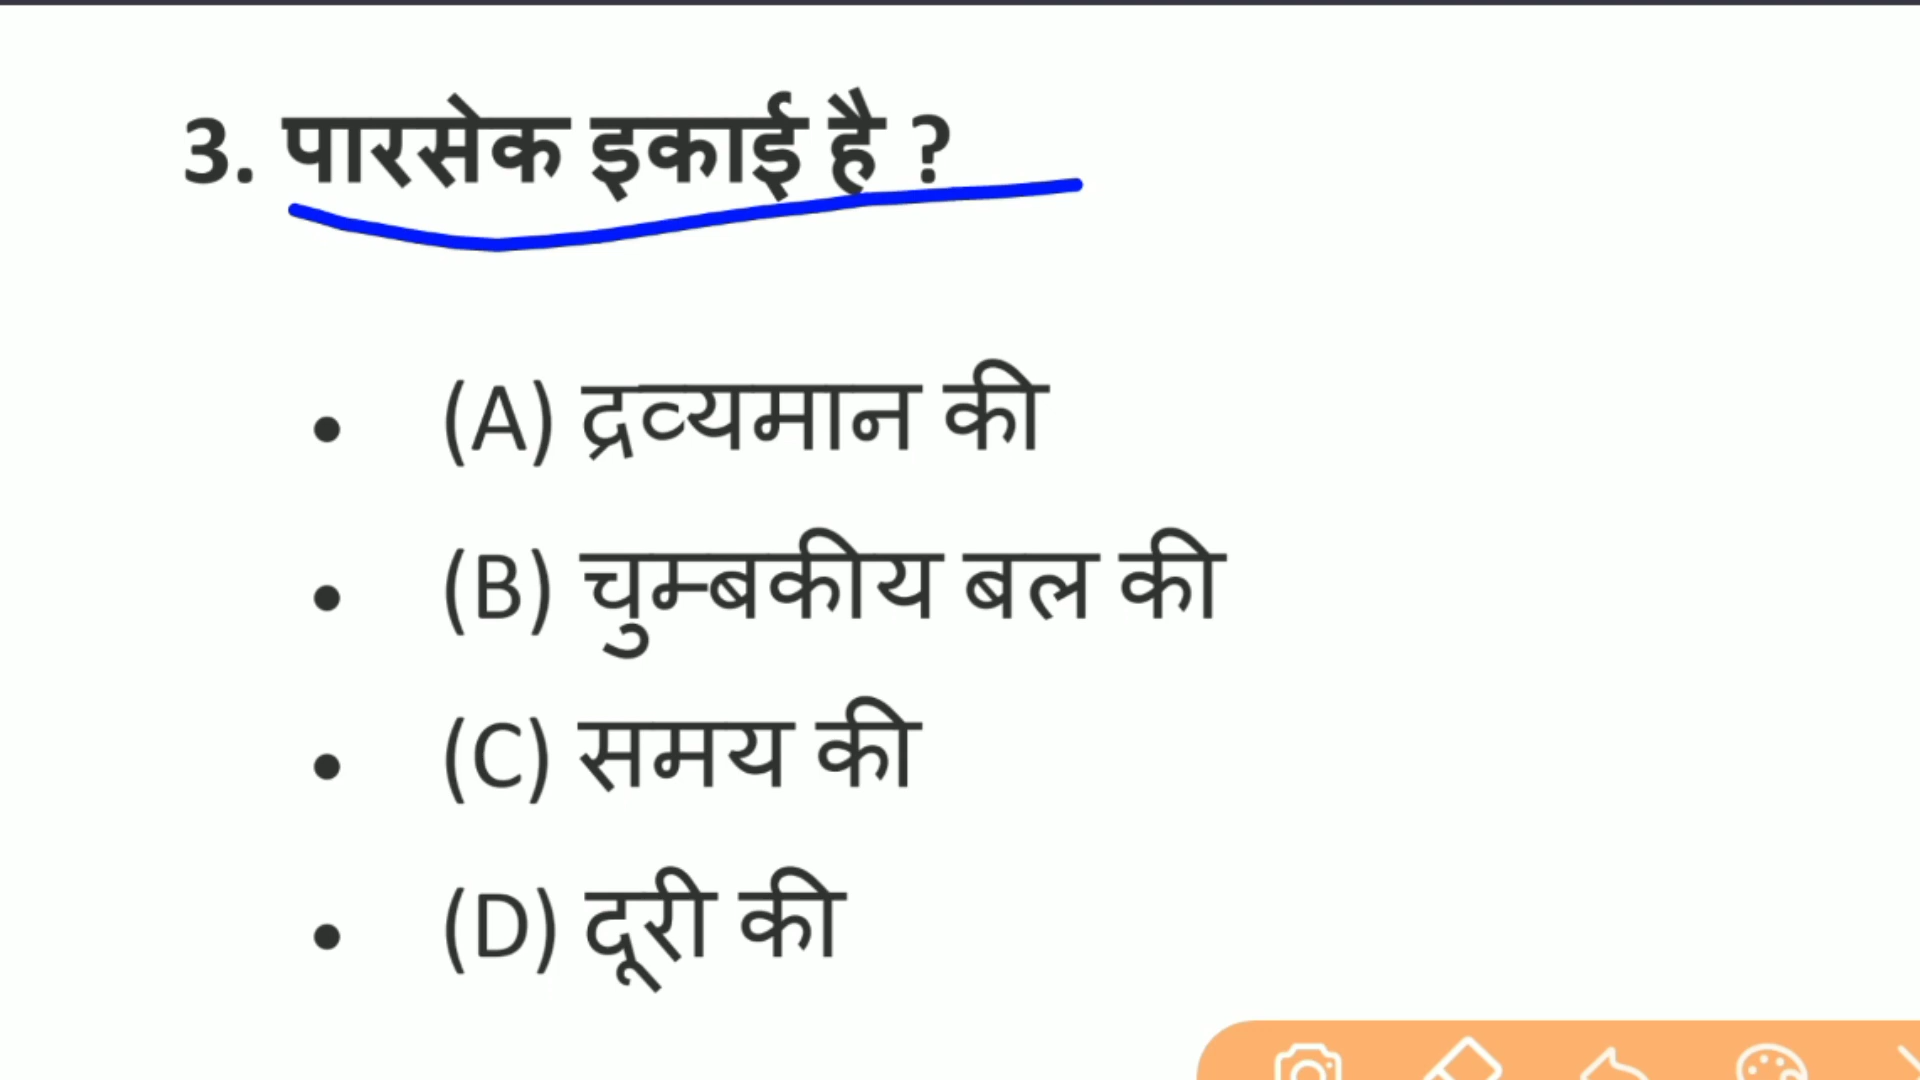 3. पारसेक इकाई है ?
• (A) द्रव्यमान की
• (B) चुम्बकीय बल की
• (C) समय की
• (D) दूरी की